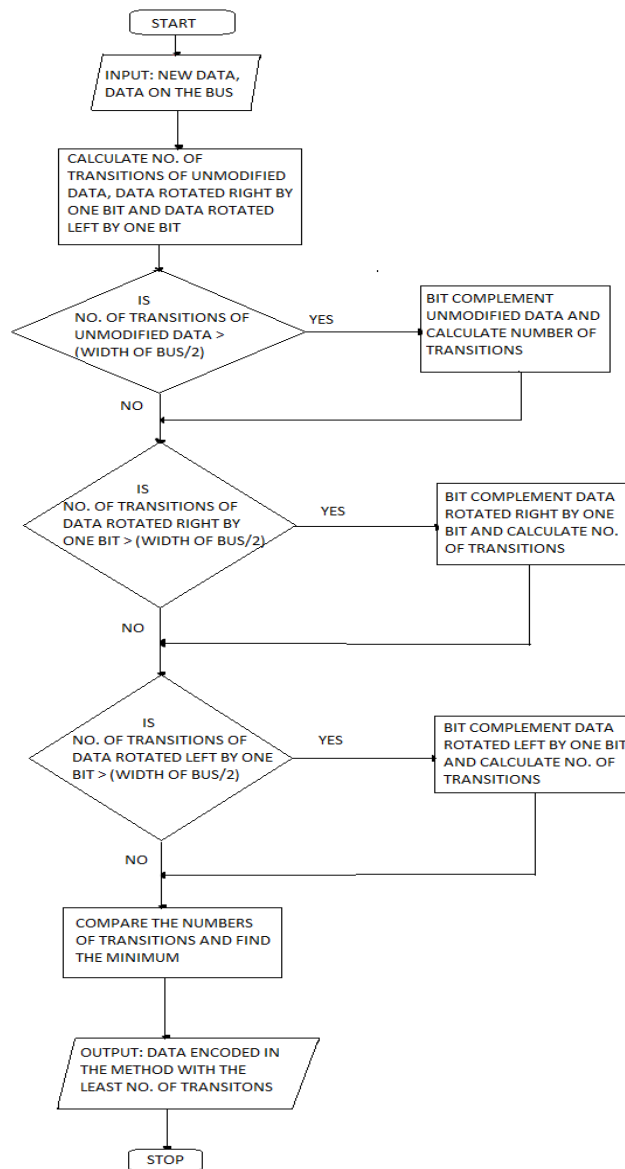 START
INPUT: NEW DATA,
DATA ON THE BUS
CALCULATE NO. OF
TRANSITIONS OF UNMODIFIED
DATA, DATA ROTATED RIGHT BY
ONE BIT AND DATA ROTATED
LEFT BY ONE BIT
IS
NO. OF TRANSITIONS OF
UNMODIFIED DATA >
(WIDTH OF BUS/2)
YES
BIT COMPLEMENT
UNMODIFIED DATA AND
CALCULATE NUMBER OF
TRANSITIONS
NO
IS
NO. OF TRANSITIONS OF
DATA ROTATED RIGHT BY
ONE BIT > (WIDTH OF BUS/2)
YES
BIT COMPLEMENT DATA
ROTATED RIGHT BY ONE
BIT AND CALCULATE NO.
OF TRANSITIONS
NO
IS
NO. OF TRANSITIONS OF
DATA ROTATED LEFT BY ONE
BIT > (WIDTH OF BUS/2)
YES
BIT COMPLEMENT DATA
ROTATED LEFT BY ONE BIT
AND CALCULATE NO. OF
TRANSITIONS
NO
COMPARE THE NUMBERS
OF TRANSITIONS AND FIND
THE MINIMUM
OUTPUT: DATA ENCODED IN
THE METHOD WITH THE
LEAST NO. OF TRANSITONS
STOP